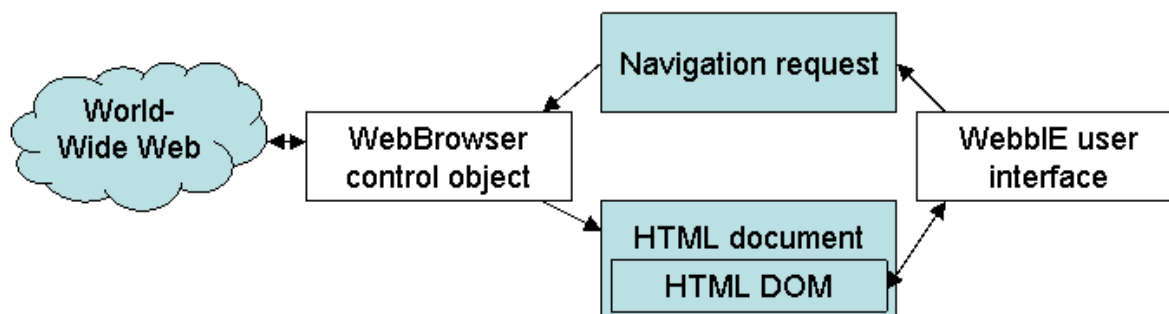 World-
Wide Web
WebBrowser
control object
Navigation request
HTML document
HTML DOM
WebbIE user
interface